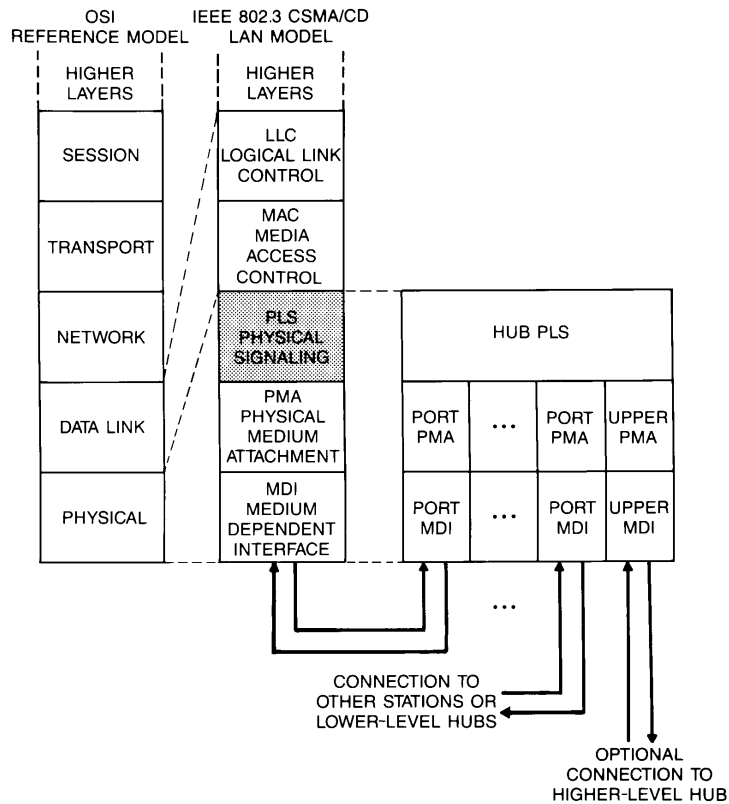 OSI
REFERENCE MODEL
HIGHER
LAYERS
SESSION
TRANSPORT
NETWORK
DATA LINK
PHYSICAL
IEEE 802.3 CSMA/CD
LAN MODEL
HIGHER
LAYERS
LLC
LOGICAL LINK
CONTROL
MAC
MEDIA
ACCESS
CONTROL
PLS
PHYSICAL
SIGNALING
PMA
PHYSICAL
MEDIUM
ATTACHMENT
MDI
MEDIUM
DEPENDENT
INTERFACE
HUB PLS
PORT
PMA
...
PORT
PMA
UPPER
PMA
PORT
MDI
...
PORT
MDI
UPPER
MDI
...
CONNECTION TO
OTHER STATIONS OR
LOWER-LEVEL HUBS
OPTIONAL
CONNECTION TO
HIGHER-LEVEL HUB